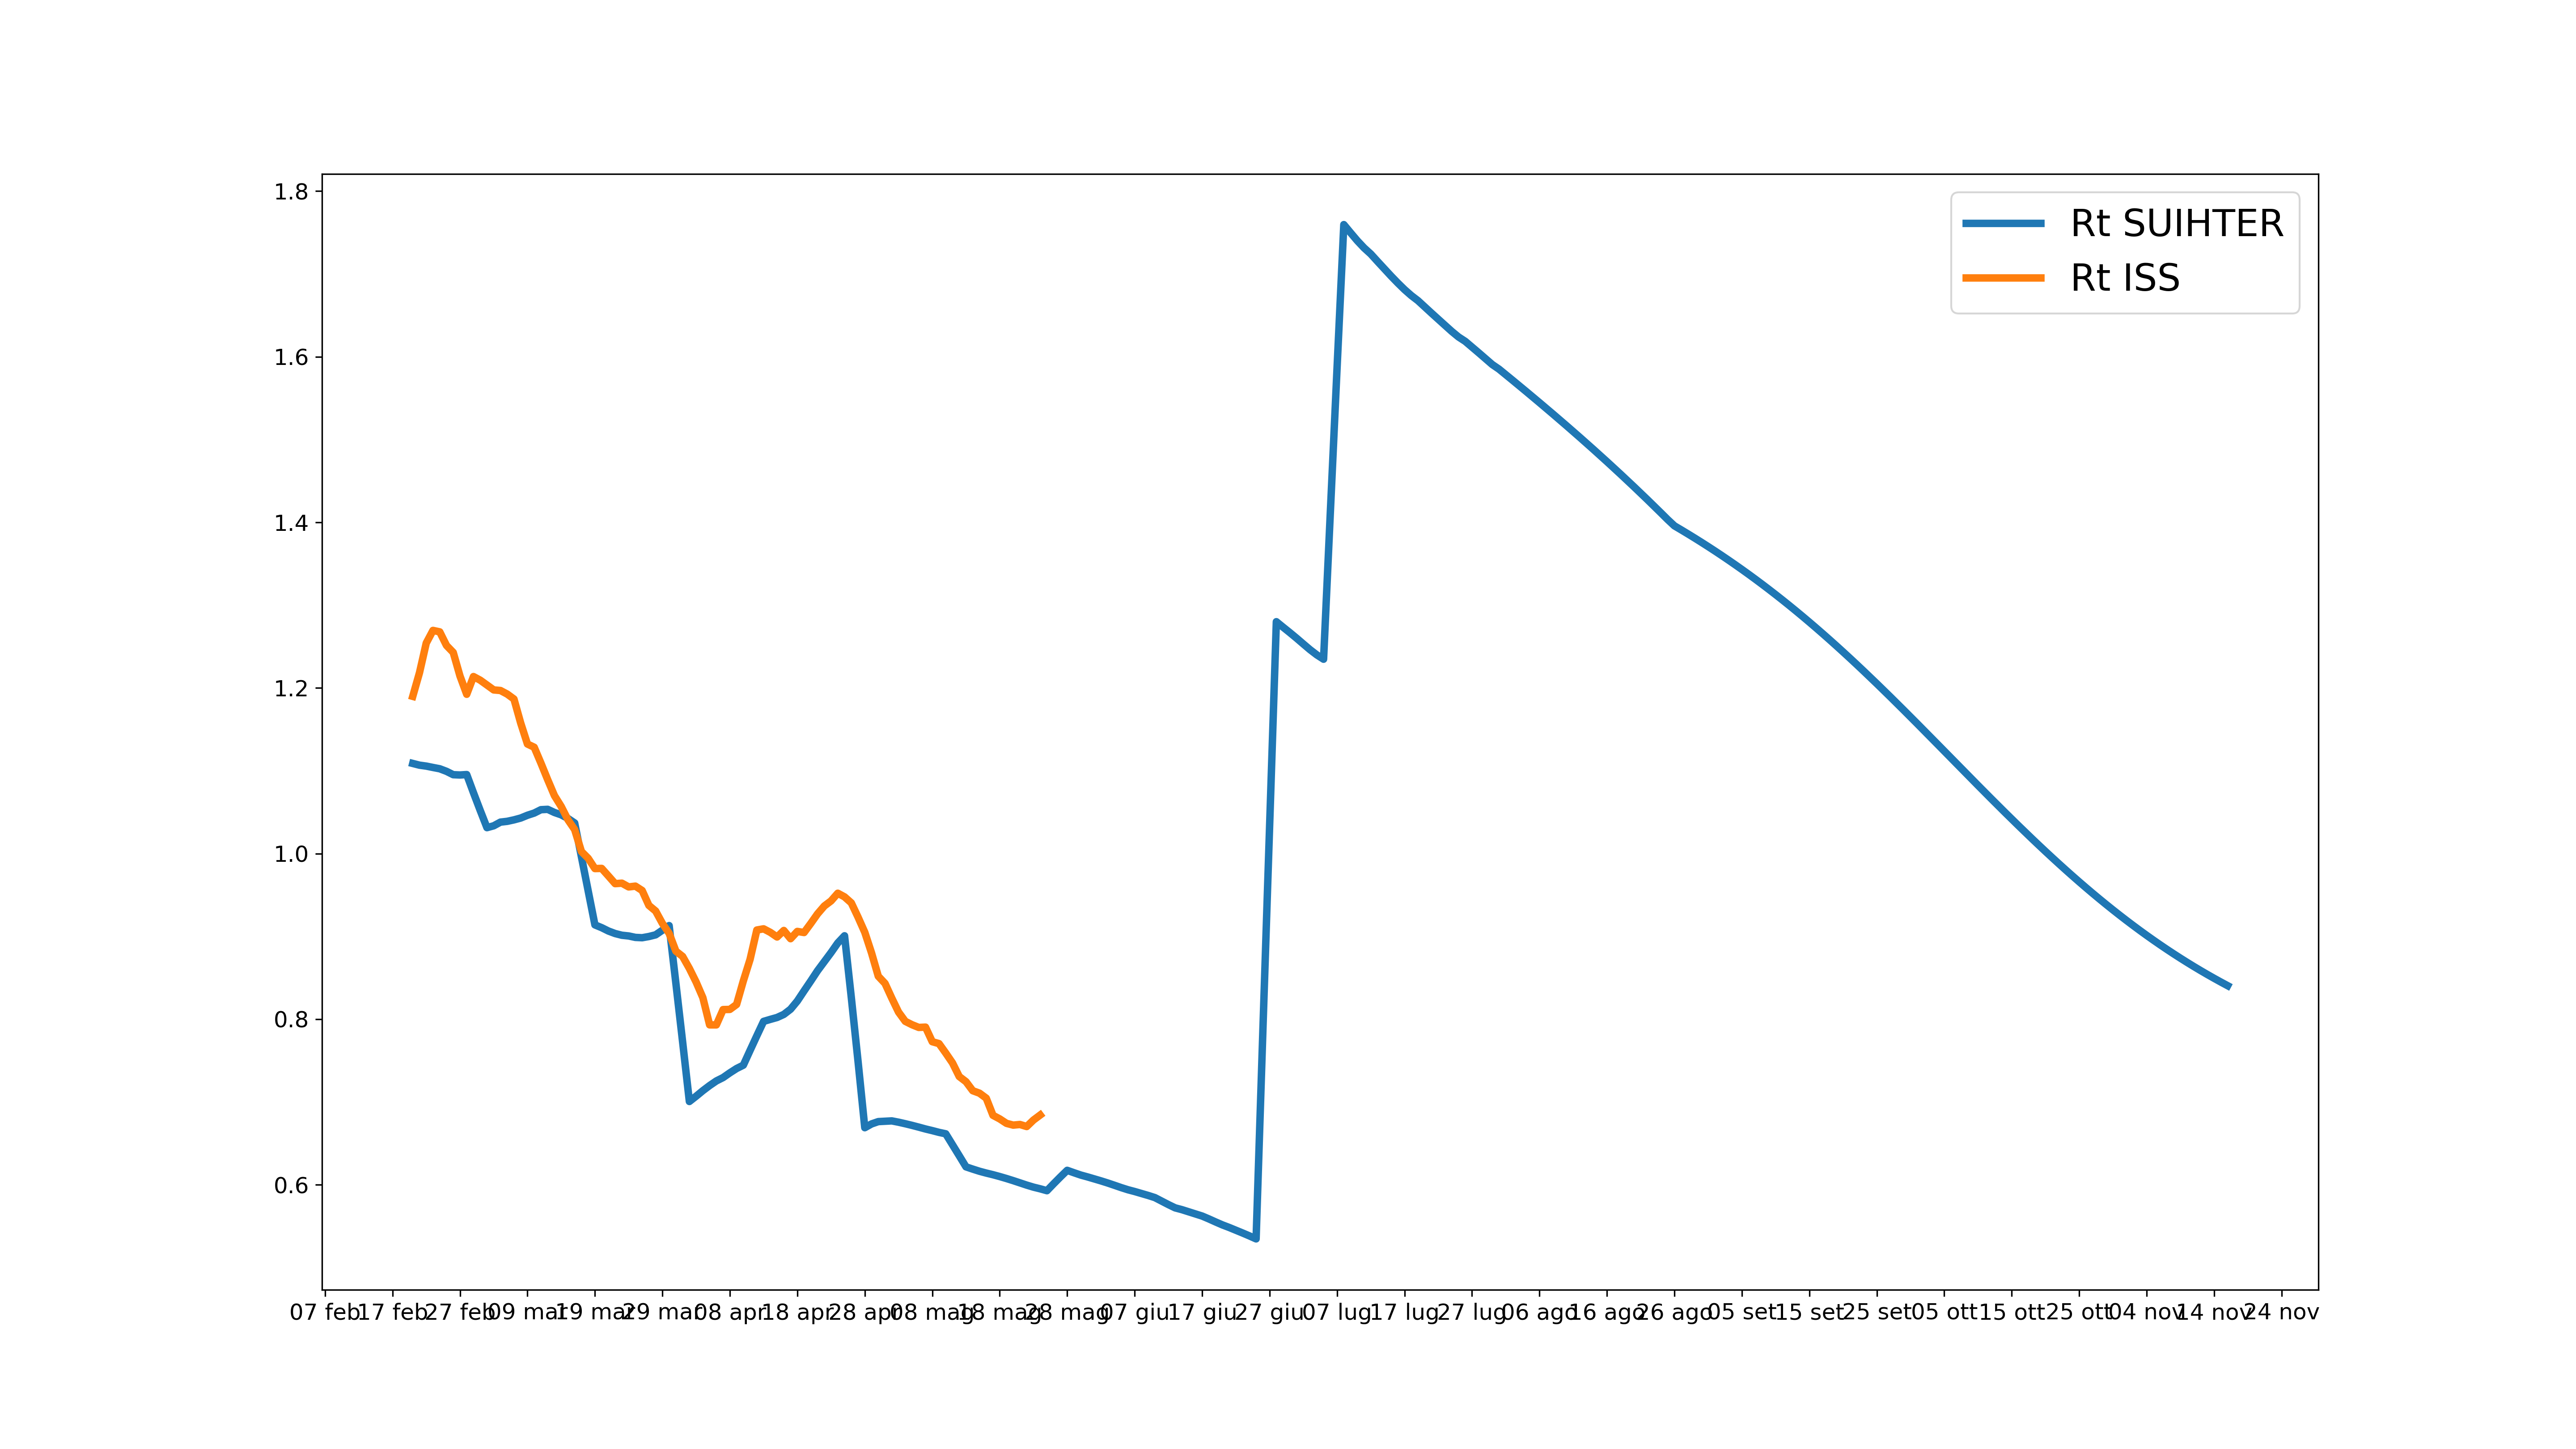 1.8
1.6
1.4
1.2
1.0
0.8
0.6
Rt SUIHTER
Rt ISS
07 feb 17 feb 27 feb 09 mar 19 mar 29 mar 08 apr 18 apr 28 apr 08 mag 18 mag 28 mag 07 giu 17 giu 27 giu 07 lug 17 lug 27 lug 06 ago 16 ago 26 ago 05 set 15 set 25 set 05 ott 15 ott 25 ott 04 nov 14 nov 24 nov